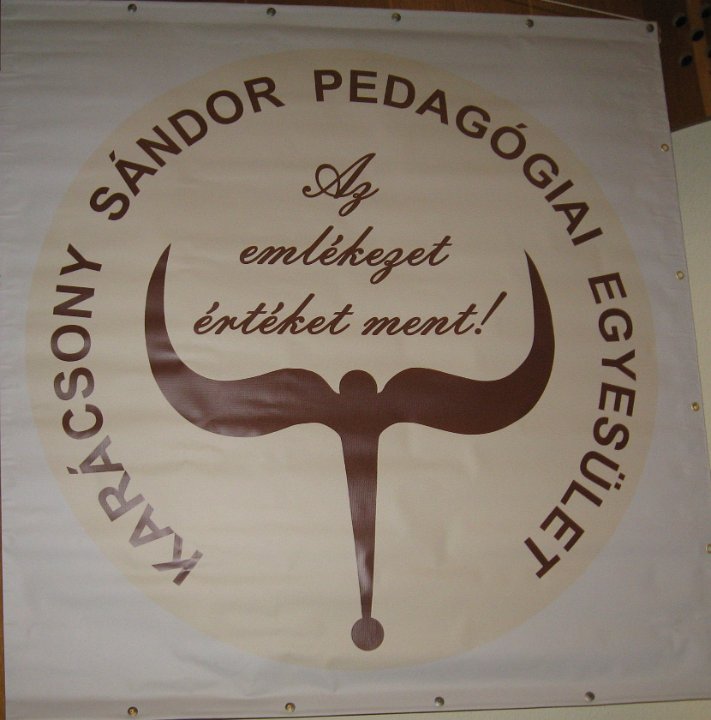 KARÁCSONY SÁNDOR PEDAGÓGIAI EGYESÜLET
Az
emlékezet
értéket ment!